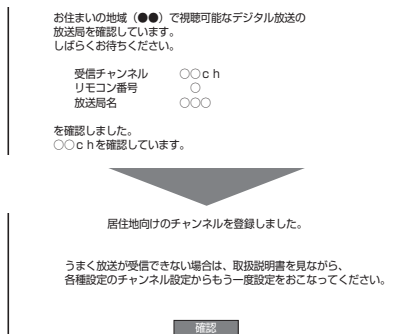 お住まいの地域（●●）で視聴可能なデジタル放送の
放送局を確認しています。
しばらくお待ちください。
受信チャンネル　○○ｃｈ
リモコン番号　○
放送局名　○○○
を確認しました。
○○ｃｈを確認しています。
居住地向けのチャンネルを登録しました。
うまく放送が受信できない場合は、取扱説明書を見ながら、
各種設定のチャンネル設定からもう一度設定をおこなってください。
確認